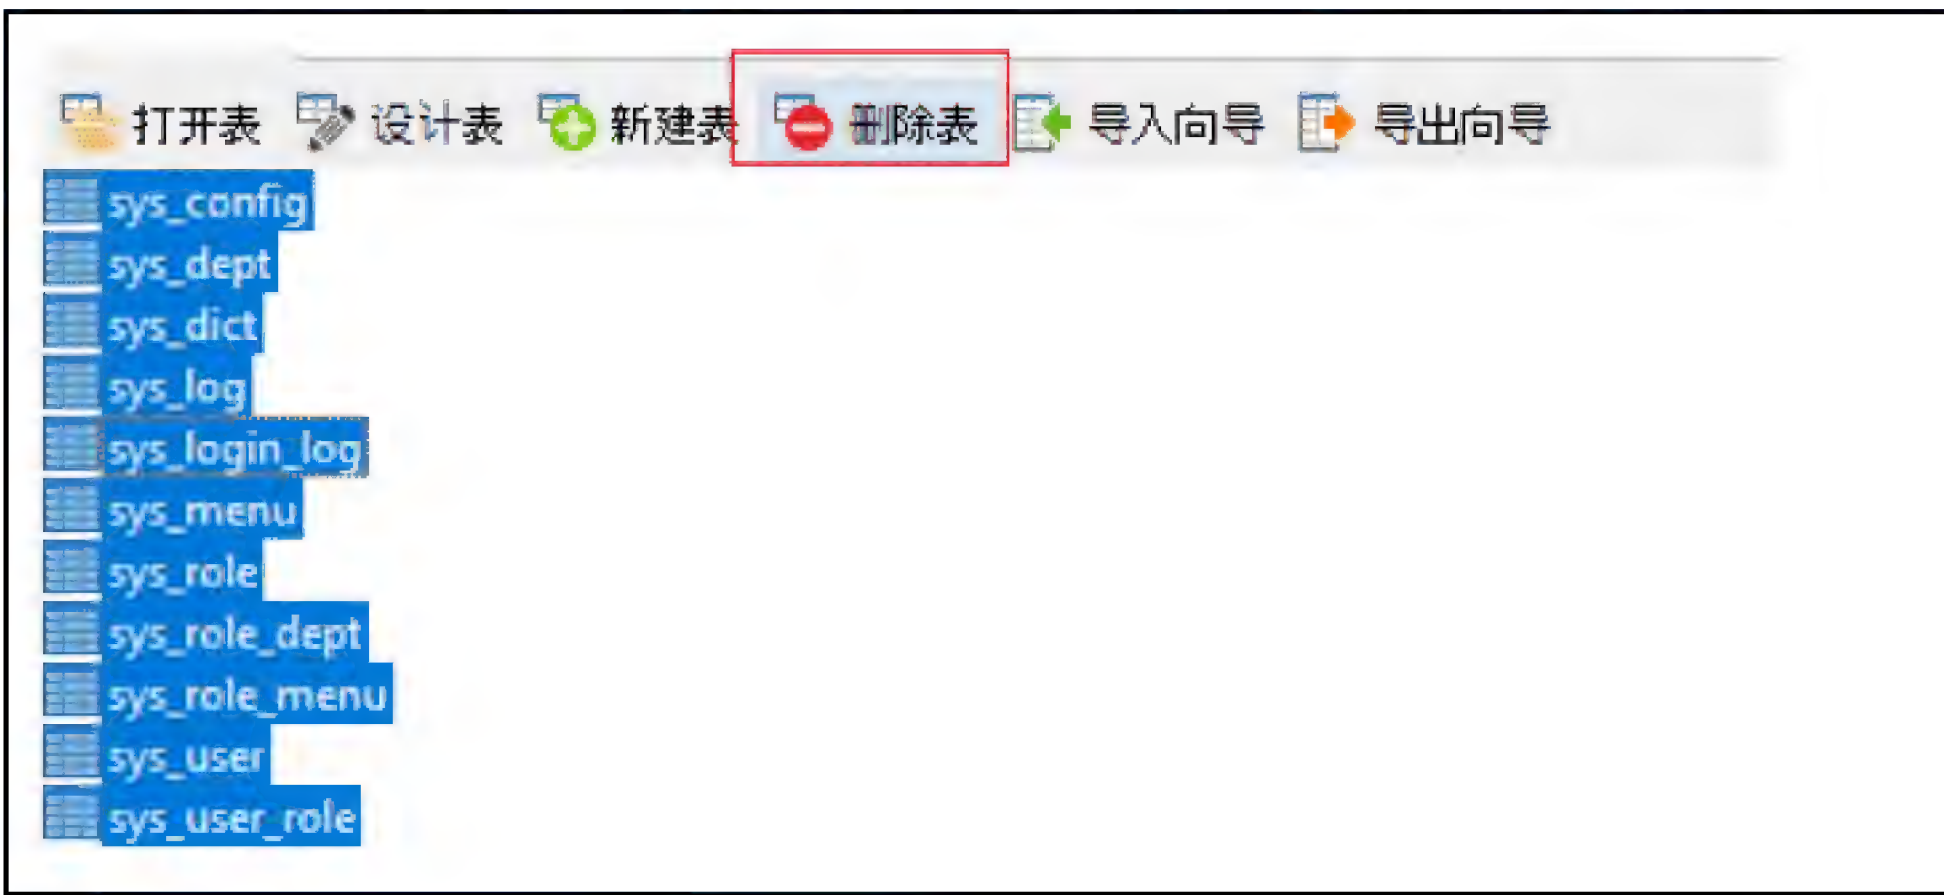 打开表 设计表 新建表 删除表 导入向导 导出向导
sys_config
sys_dept
sys_dict
sys_log
sys_login_log
sys_menu
sys_role
sys_role_dept
sys_role_menu
sys_user
sys_user_role